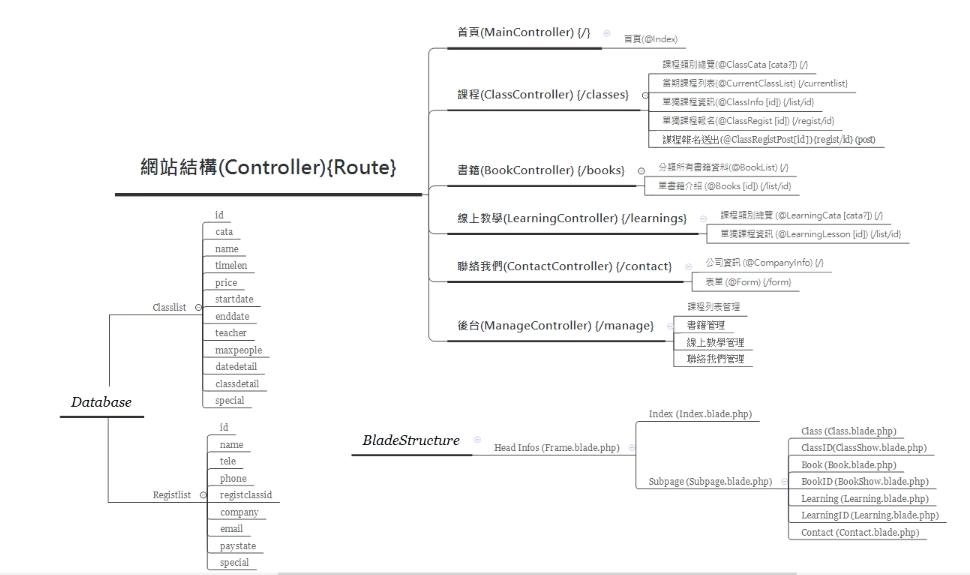 網站結構(Controller){Route}
首頁(MainController) {/}
首頁(@Index)
課程(ClassController) {/classes}
課程類別總覽(@ClassCata [cata?]) {/}
當期課程列表(@CurrentClassList) {/currentlist}
單獨課程資訊(@ClassInfo [id]) {/list/id}
單獨課程報名(@ClassRegist [id]) {/regist/id}
課程報名送出(@ClassRegistPost[id]){regist/id} (post)
書籍(BookController) {/books}
分類所有書籍資料(@BookList) {/}
單書籍介紹 (@Books [id]) {/list/id}
線上教學(LearningController) {/learnings}
課程類別總覽 (@LearningCata [cata?]) {/}
單獨課程資訊 (@LearningLesson [id]) {/list/id}
聯絡我們(ContactController) {/contact}
公司資訊 (@CompanyInfo) {/}
表單 (@Form) {/form}
後台(ManageController) {/manage}
課程列表管理
書籍管理
線上教學管理
聯絡我們管理
Database
Classlist
id
cata
name
timelen
price
startdate
enddate
teacher
maxpeople
datedetail
classdetail
special
Registlist
id
name
tele
phone
registclassid
company
email
paystate
special
BladeStructure
Head Infos (Frame.blade.php)
Index (Index.blade.php)
Subpage (Subpage.blade.php)
Class (Class.blade.php)
ClassID(ClassShow.blade.php)
Book (Book.blade.php)
BookID (BookShow.blade.php)
Learning (Learning.blade.php)
LearningID (Learning.blade.php)
Contact (Contact.blade.php)